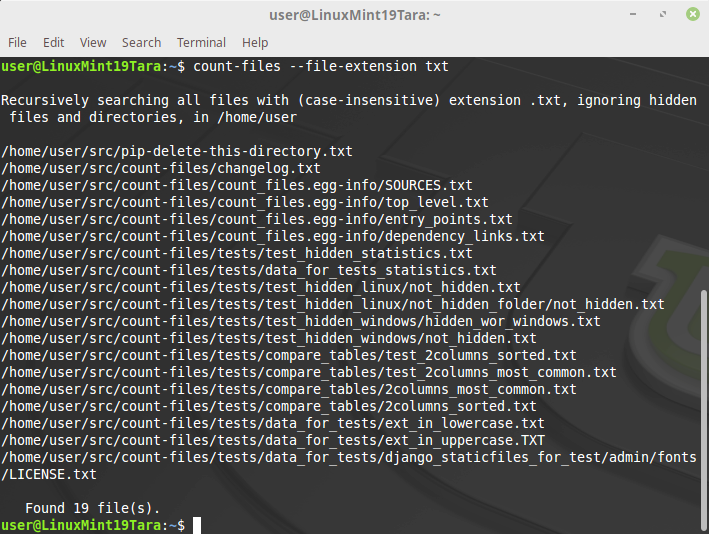 user@LinuxMint19Tara: ~
File Edit View Search Terminal Help
user@LinuxMint19Tara:~$ count-files --file-extension txt
Recursively searching all files with (case-insensitive) extension .txt, ignoring hidden
files and directories, in /home/user
/home/user/src/pip-delete-this-directory.txt
/home/user/src/count-files/changelog.txt
/home/user/src/count-files/count_files.egg-info/SOURCES.txt
/home/user/src/count-files/count_files.egg-info/top_level.txt
/home/user/src/count-files/count_files.egg-info/entry_points.txt
/home/user/src/count-files/count_files.egg-info/dependency_links.txt
/home/user/src/count-files/tests/test_hidden_statistics.txt
/home/user/src/count-files/tests/data_for_tests_statistics.txt
/home/user/src/count-files/tests/test_hidden_linux/not_hidden.txt
/home/user/src/count-files/tests/test_hidden_linux/not_hidden_folder/not_hidden.txt
/home/user/src/count-files/tests/test_hidden_windows/hidden_wor_windows.txt
/home/user/src/count-files/tests/test_hidden_windows/not_hidden.txt
/home/user/src/count-files/tests/compare_tables/test_2columns_sorted.txt
/home/user/src/count-files/tests/compare_tables/test_2columns_most_common.txt
/home/user/src/count-files/tests/compare_tables/2columns_most_common.txt
/home/user/src/count-files/tests/compare_tables/2columns_sorted.txt
/home/user/src/count-files/tests/data_for_tests/ext_in_lowercase.txt
/home/user/src/count-files/tests/data_for_tests/ext_in_uppercase.TXT
/home/user/src/count-files/tests/data_for_tests/django_staticfiles_for_test/admin/fonts
/LICENSE.txt
Found 19 file(s).
user@LinuxMint19Tara:~$